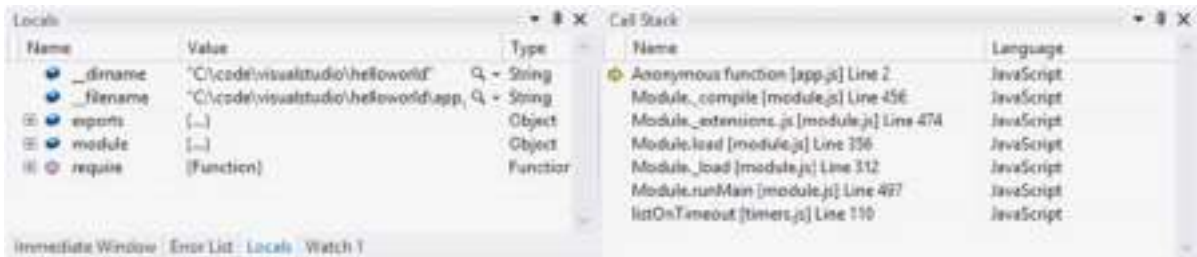 Locals
Name Value Type
__dirname "C:\code\visualstudio\helloworld" String
__filename "C:\code\visualstudio\helloworld\app. String
exports {...} Object
module {...} Object
require {Function} Function
Immediate Window Error List Locals Watch 1
Call Stack
Name Language
Anonymous function [app.js] Line 2 JavaScript
Module._compile [module.js] Line 456 JavaScript
Module._extensions..js [module.js] Line 474 JavaScript
Module.load [module.js] Line 356 JavaScript
Module._load [module.js] Line 312 JavaScript
Module.runMain [module.js] Line 497 JavaScript
listOnTimeout [timers.js] Line 110 JavaScript